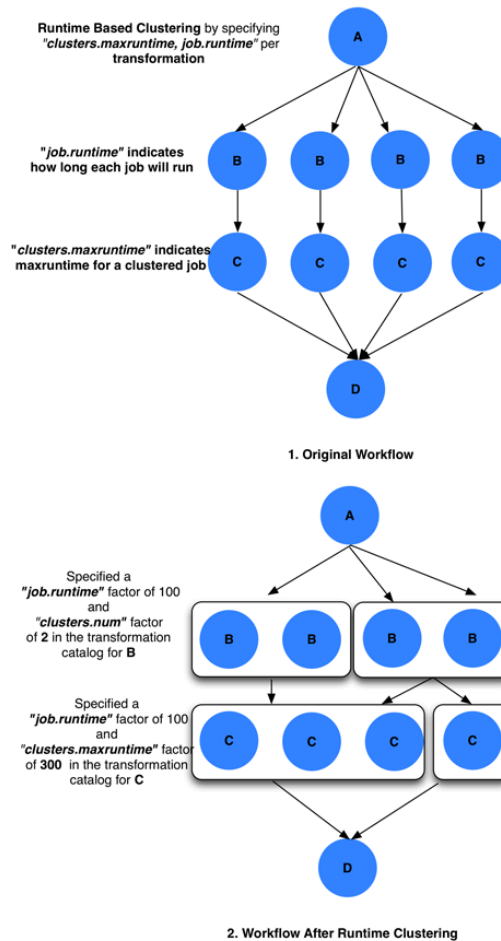 Runtime Based Clustering by specifying
"clusters.maxruntime, job.runtime" per
transformation
A
"job.runtime" indicates
how long each job will run
B B B B
"clusters.maxruntime" indicates
maxruntime for a clustered job
C C C C
D
1. Original Workflow
A
Specified a
"job.runtime" factor of 100
and
"clusters.num" factor
of 2 in the transformation
catalog for B
B B B B
Specified a
"job.runtime" factor of 100
and
"clusters.maxruntime" factor
of 300 in the transformation
catalog for C
C C C C
D
2. Workflow After Runtime Clustering